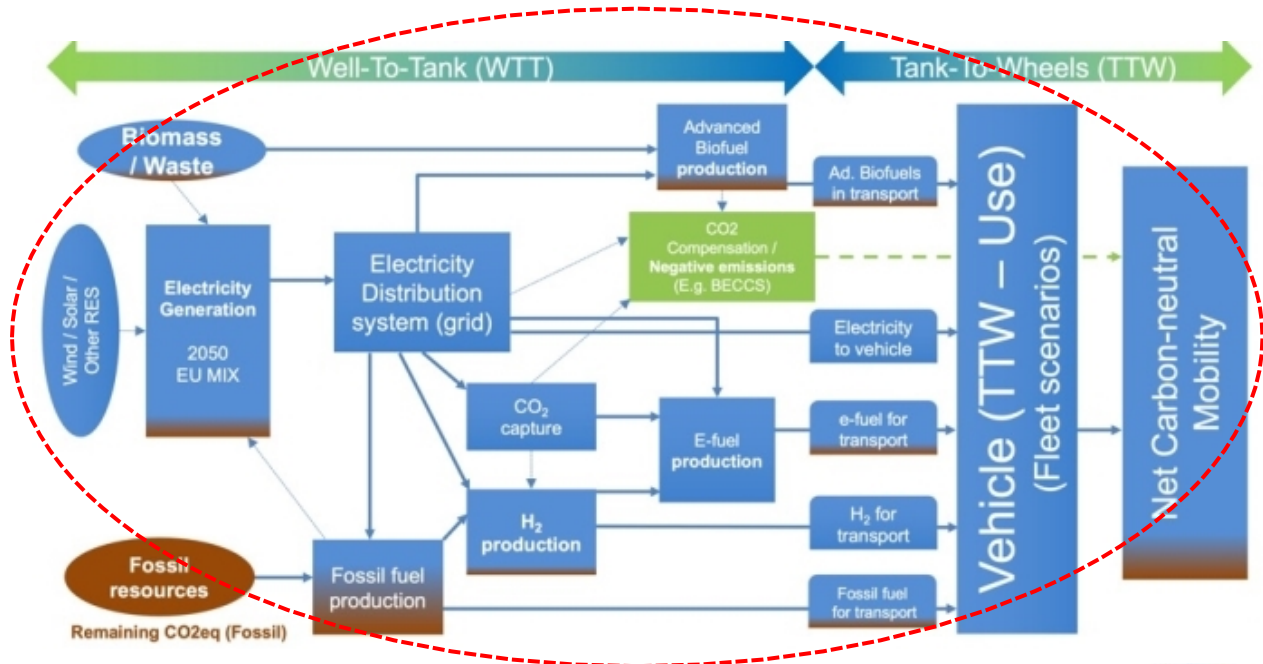 Well-To-Tank (WTT)
Tank-To-Wheels (TTW)
Biomass
/ Waste
Advanced
Biofuel
production
Ad. Biofuels
in transport
Wind / Solar /
Other RES
Electricity
Generation
2050
EU MIX
Electricity
Distribution
system (grid)
CO2
Compensation /
Negative emissions
(E.g. BECCS)
Electricity
to vehicle
CO₂
capture
E-fuel
production
e-fuel for
transport
H₂
production
H₂ for
transport
Fossil
resources
Fossil fuel
production
Fossil fuel
for transport
Remaining CO2eq (Fossil)
Vehicle (TTW – Use)
(Fleet scenarios)
Net Carbon-neutral
Mobility